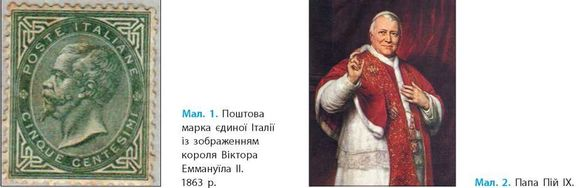 POSTE ITALIANE
CINQUE CENTESIMI
Мал. 1. Поштова
марка єдиної Італії
із зображенням
короля Віктора
Еммануїла II.
1863 р.
Мал. 2. Папа Пій IX.